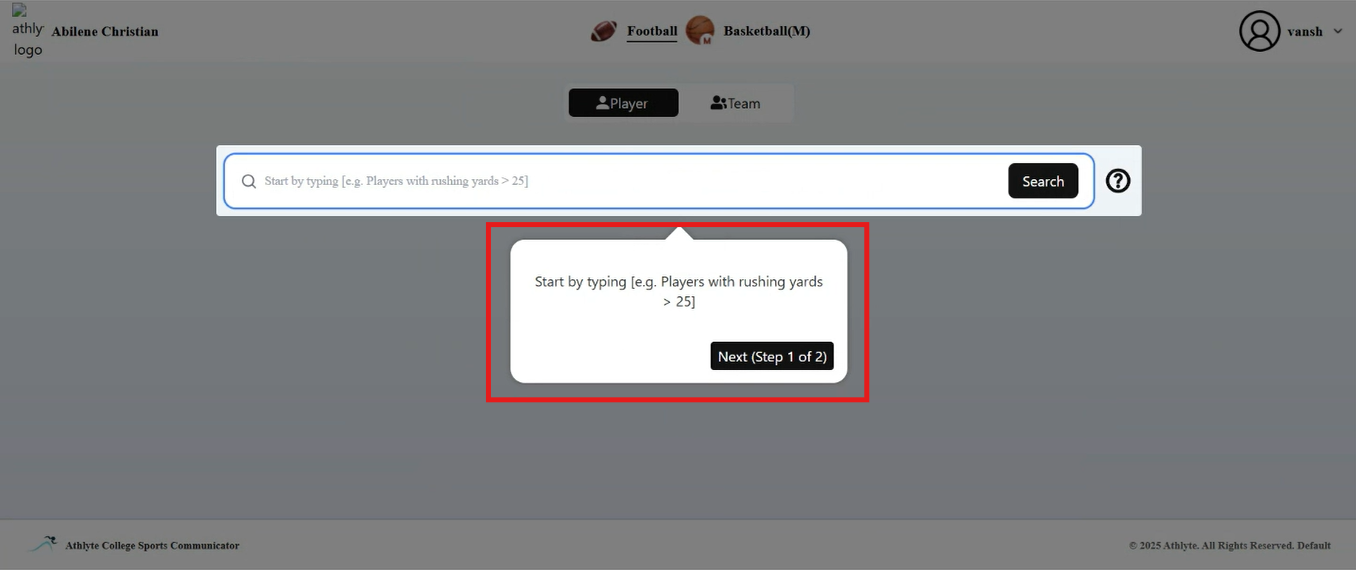 athly
logo
Abilene Christian
Football
M
Basketball(M)
vansh
Player
Team
Start by typing [e.g. Players with rushing yards > 25]
Search
?
Start by typing [e.g. Players with rushing yards
> 25]
Next (Step 1 of 2)
Athlyte College Sports Communicator
© 2025 Athlyte. All Rights Reserved. Default